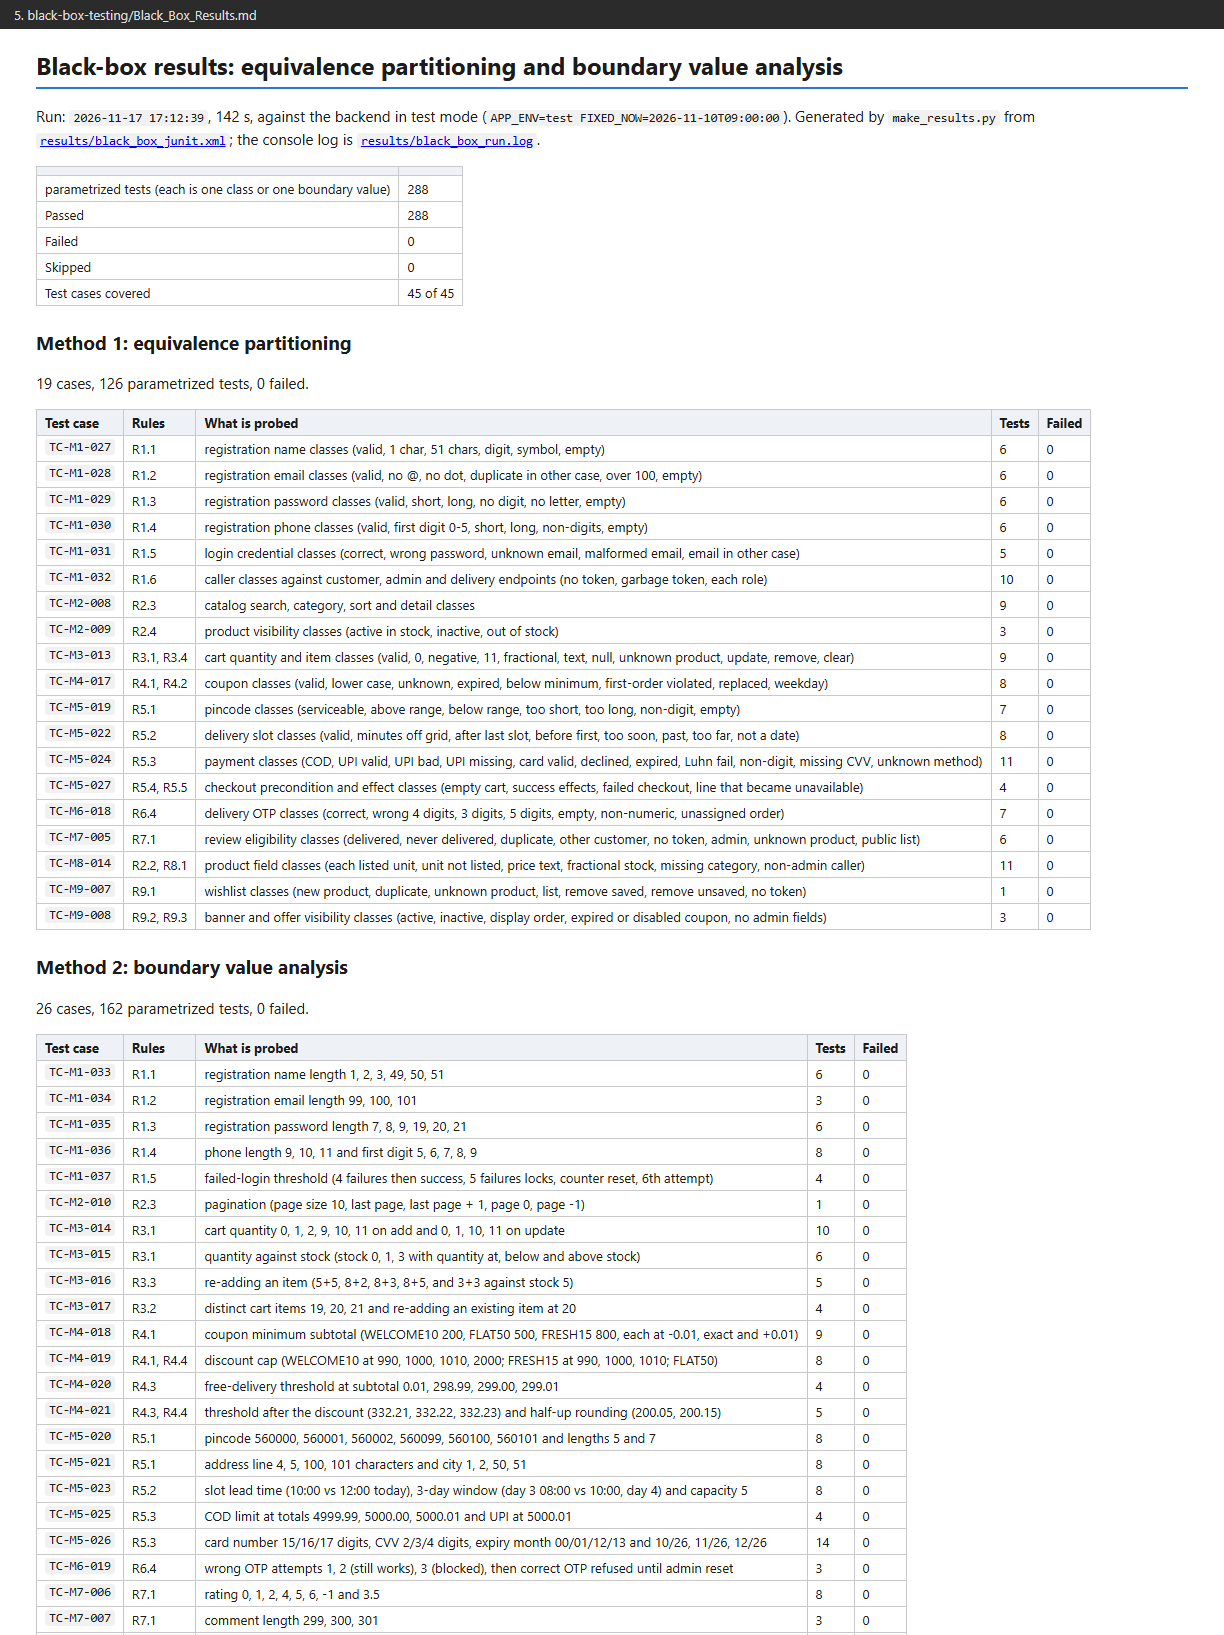 5. black-box-testing/Black_Box_Results.md
Black-box results: equivalence partitioning and boundary value analysis
Run: 2026-11-17 17:12:39, 142 s, against the backend in test mode (APP_ENV=test FIXED_NOW=2026-11-10T09:00:00). Generated by make_results.py from
results/black_box_junit.xml; the console log is results/black_box_run.log.
parametrized tests (each is one class or one boundary value) 288
Passed 288
Failed 0
Skipped 0
Test cases covered 45 of 45
Method 1: equivalence partitioning
19 cases, 126 parametrized tests, 0 failed.
Test case Rules What is probed Tests Failed
TC-M1-027 R1.1 registration name classes (valid, 1 char, 51 chars, digit, symbol, empty) 6 0
TC-M1-028 R1.2 registration email classes (valid, no @, no dot, duplicate in other case, over 100, empty) 6 0
TC-M1-029 R1.3 registration password classes (valid, short, long, no digit, no letter, empty) 6 0
TC-M1-030 R1.4 registration phone classes (valid, first digit 0-5, short, long, non-digits, empty) 6 0
TC-M1-031 R1.5 login credential classes (correct, wrong password, unknown email, malformed email, email in other case) 5 0
TC-M1-032 R1.6 caller classes against customer, admin and delivery endpoints (no token, garbage token, each role) 10 0
TC-M2-008 R2.3 catalog search, category, sort and detail classes 9 0
TC-M2-009 R2.4 product visibility classes (active in stock, inactive, out of stock) 3 0
TC-M3-013 R3.1, R3.4 cart quantity and item classes (valid, 0, negative, 11, fractional, text, null, unknown product, update, remove, clear) 9 0
TC-M4-017 R4.1, R4.2 coupon classes (valid, lower case, unknown, expired, below minimum, first-order violated, replaced, weekday) 8 0
TC-M5-019 R5.1 pincode classes (serviceable, above range, below range, too short, too long, non-digit, empty) 7 0
TC-M5-022 R5.2 delivery slot classes (valid, minutes off grid, after last slot, before first, too soon, past, too far, not a date) 8 0
TC-M5-024 R5.3 payment classes (COD, UPI valid, UPI bad, UPI missing, card valid, declined, expired, Luhn fail, non-digit, missing CVV, unknown method) 11 0
TC-M5-027 R5.4, R5.5 checkout precondition and effect classes (empty cart, success effects, failed checkout, line that became unavailable) 4 0
TC-M6-018 R6.4 delivery OTP classes (correct, wrong 4 digits, 3 digits, 5 digits, empty, non-numeric, unassigned order) 7 0
TC-M7-005 R7.1 review eligibility classes (delivered, never delivered, duplicate, other customer, no token, admin, unknown product, public list) 6 0
TC-M8-014 R2.2, R8.1 product field classes (each listed unit, unit not listed, price text, fractional stock, missing category, non-admin caller) 11 0
TC-M9-007 R9.1 wishlist classes (new product, duplicate, unknown product, list, remove saved, remove unsaved, no token) 1 0
TC-M9-008 R9.2, R9.3 banner and offer visibility classes (active, inactive, display order, expired or disabled coupon, no admin fields) 3 0
Method 2: boundary value analysis
26 cases, 162 parametrized tests, 0 failed.
Test case Rules What is probed Tests Failed
TC-M1-033 R1.1 registration name length 1, 2, 3, 49, 50, 51 6 0
TC-M1-034 R1.2 registration email length 99, 100, 101 3 0
TC-M1-035 R1.3 registration password length 7, 8, 9, 19, 20, 21 6 0
TC-M1-036 R1.4 phone length 9, 10, 11 and first digit 5, 6, 7, 8, 9 8 0
TC-M1-037 R1.5 failed-login threshold (4 failures then success, 5 failures locks, counter reset, 6th attempt) 4 0
TC-M2-010 R2.3 pagination (page size 10, last page, last page + 1, page 0, page -1) 1 0
TC-M3-014 R3.1 cart quantity 0, 1, 2, 9, 10, 11 on add and 0, 1, 10, 11 on update 10 0
TC-M3-015 R3.1 quantity against stock (stock 0, 1, 3 with quantity at, below and above stock) 6 0
TC-M3-016 R3.3 re-adding an item (5+5, 8+2, 8+3, 8+5, and 3+3 against stock 5) 5 0
TC-M3-017 R3.2 distinct cart items 19, 20, 21 and re-adding an existing item at 20 4 0
TC-M4-018 R4.1 coupon minimum subtotal (WELCOME10 200, FLAT50 500, FRESH15 800, each at -0.01, exact and +0.01) 9 0
TC-M4-019 R4.1, R4.4 discount cap (WELCOME10 at 990, 1000, 1010, 2000; FRESH15 at 990, 1000, 1010; FLAT50) 8 0
TC-M4-020 R4.3 free-delivery threshold at subtotal 0.01, 298.99, 299.00, 299.01 4 0
TC-M4-021 R4.3, R4.4 threshold after the discount (332.21, 332.22, 332.23) and half-up rounding (200.05, 200.15) 5 0
TC-M5-020 R5.1 pincode 560000, 560001, 560002, 560099, 560100, 560101 and lengths 5 and 7 8 0
TC-M5-021 R5.1 address line 4, 5, 100, 101 characters and city 1, 2, 50, 51 8 0
TC-M5-023 R5.2 slot lead time (10:00 vs 12:00 today), 3-day window (day 3 08:00 vs 10:00, day 4) and capacity 5 8 0
TC-M5-025 R5.3 COD limit at totals 4999.99, 5000.00, 5000.01 and UPI at 5000.01 4 0
TC-M5-026 R5.3 card number 15/16/17 digits, CVV 2/3/4 digits, expiry month 00/01/12/13 and 10/26, 11/26, 12/26 14 0
TC-M6-019 R6.4 wrong OTP attempts 1, 2 (still works), 3 (blocked), then correct OTP refused until admin reset 3 0
TC-M7-006 R7.1 rating 0, 1, 2, 4, 5, 6, -1 and 3.5 8 0
TC-M7-007 R7.1 comment length 299, 300, 301 3 0